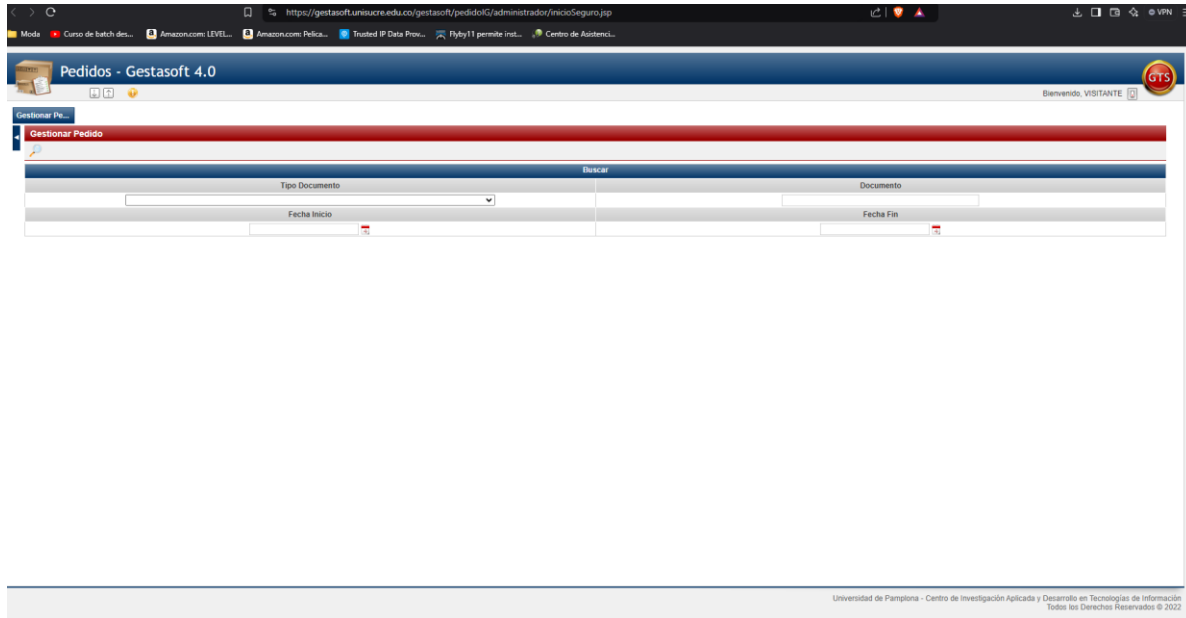 https://gestasoft.unisucre.edu.co/gestasoft/pedidoIG/administrador/inicioSeguro.jsp
VPN
Moda Curso de batch des... Amazon.com: LEVEL... Amazon.com: Pelica... Trusted IP Data Prov... Flyby11 permite inst... Centro de Asistenci...
Pedidos - Gestasoft 4.0
GTS
Bienvenido, VISITANTE
Gestionar Pe...
Gestionar Pedido
Buscar
Tipo Documento Documento
Fecha Inicio Fecha Fin
Universidad de Pamplona - Centro de Investigación Aplicada y Desarrollo en Tecnologías de Información
Todos los Derechos Reservados © 2022